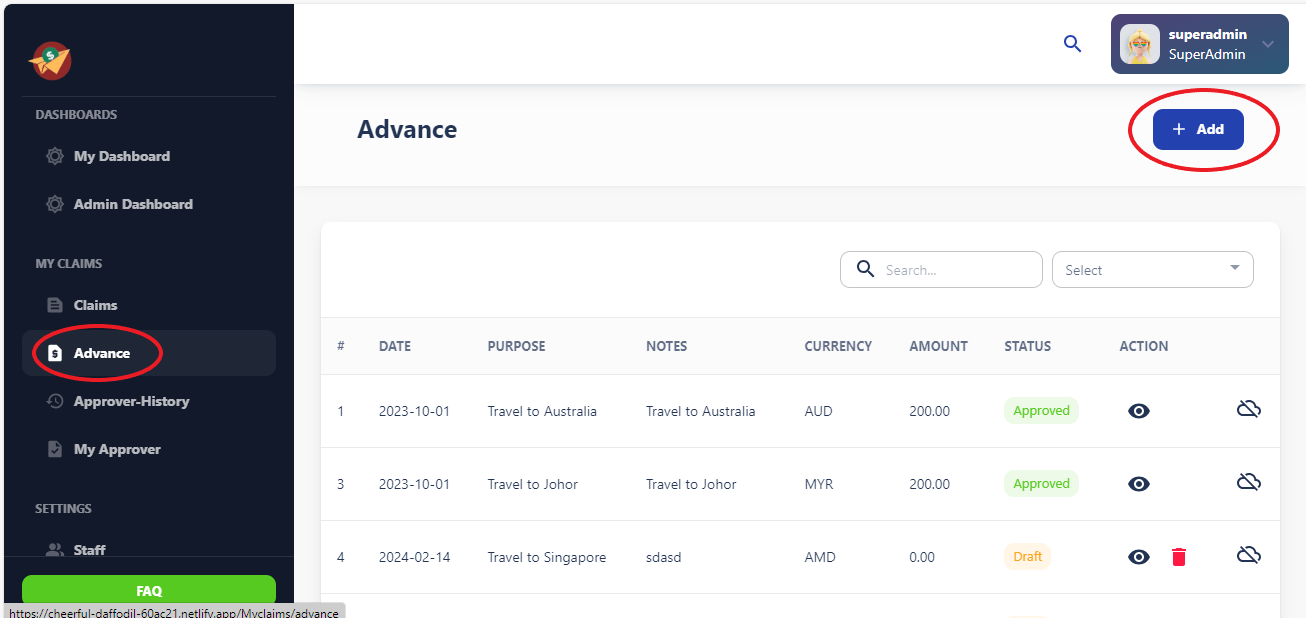 superadmin
SuperAdmin
DASHBOARDS
My Dashboard
Admin Dashboard
MY CLAIMS
Claims
Advance
Approver-History
My Approver
SETTINGS
Staff
FAQ
https://cheerful-daffodil-60ac21.netlify.app/Myclaims/advance
Advance
+ Add
Search... Select
# DATE PURPOSE NOTES CURRENCY AMOUNT STATUS ACTION
1 2023-10-01 Travel to Australia Travel to Australia AUD 200.00 Approved
3 2023-10-01 Travel to Johor Travel to Johor MYR 200.00 Approved
4 2024-02-14 Travel to Singapore sdasd AMD 0.00 Draft